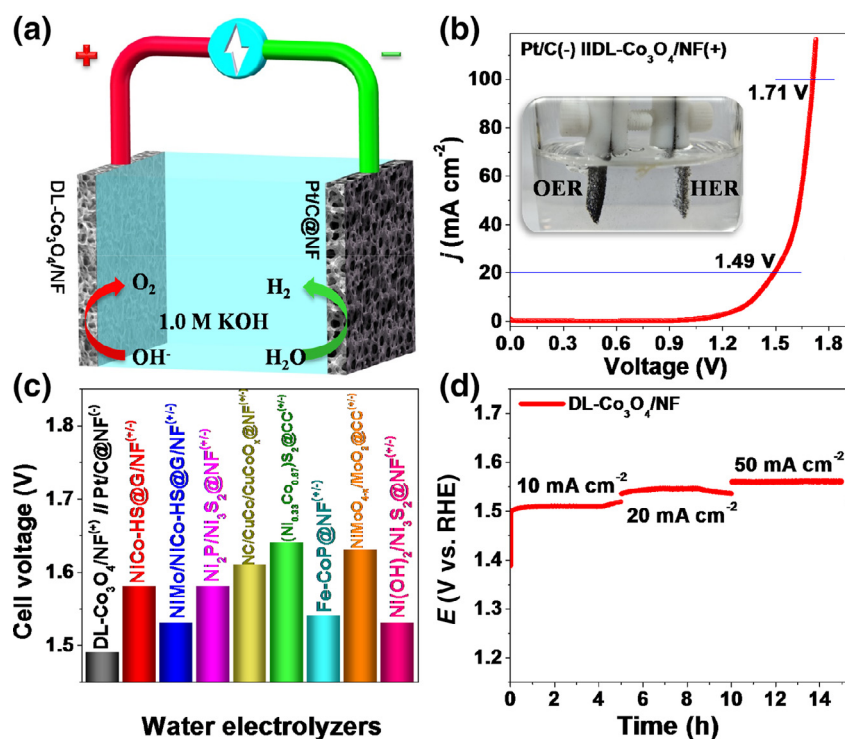 (a)
+
−
DL-Co₃O₄/NF
Pt/C@NF
O₂
H₂
1.0 M KOH
OH⁻
H₂O
(b)
Pt/C(-) IIDL-Co₃O₄/NF(+)
1.71 V
OER
HER
1.49 V
100
80
60
40
20
0
j (mA cm⁻²)
0.0 0.3 0.6 0.9 1.2 1.5 1.8
Voltage (V)
(c)
Cell voltage (V)
1.8
1.7
1.6
1.5
DL-Co₃O₄/NF⁽⁺⁾ // Pt/C@NF⁽⁻⁾
NiCo-HS@G/NF⁽⁺/⁻⁾
NiMo/NiCo-HS@G/NF⁽⁺/⁻⁾
Ni₂P/Ni₃S₂@NF⁽⁺/⁻⁾
NC/CuCo/CuCoOₓ@NF⁽⁺/⁻⁾
(Ni₀.₃₃Co₀.₆₇)S₂@CC⁽⁺/⁻⁾
Fe-CoP@NF⁽⁺/⁻⁾
NiMoO₄₋ₓ/MoO₂@CC⁽⁺/⁻⁾
Ni(OH)₂/Ni₃S₂@NF⁽⁺/⁻⁾
Water electrolyzers
(d)
DL-Co₃O₄/NF
10 mA cm⁻²
20 mA cm⁻²
50 mA cm⁻²
E (V vs. RHE)
1.7
1.6
1.5
1.4
1.3
1.2
0 2 4 6 8 10 12 14
Time (h)